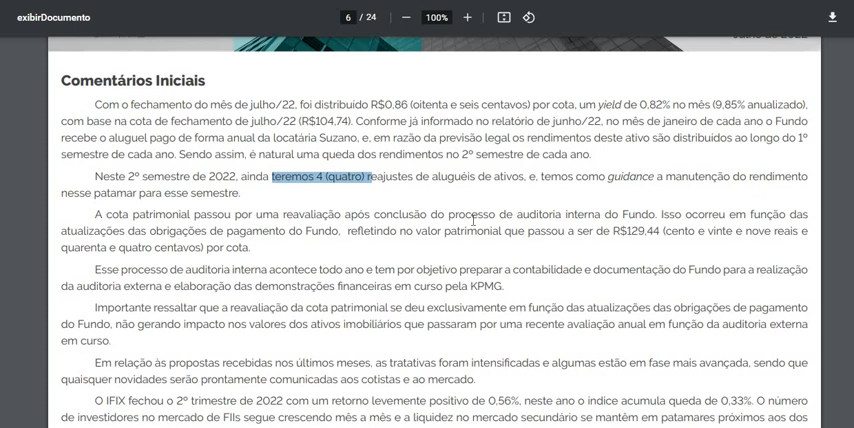 exibirDocumento
6 / 24
100%
Comentários Iniciais
Com o fechamento do mês de julho/22, foi distribuído R$0,86 (oitenta e seis centavos) por cota, um yield de 0,82% no mês (9,85% anualizado),
com base na cota de fechamento de julho/22 (R$104,74). Conforme já informado no relatório de junho/22, no mês de janeiro de cada ano o Fundo
recebe o aluguel pago de forma anual da locatária Suzano, e, em razão da previsão legal os rendimentos deste ativo são distribuídos ao longo do 1º
semestre de cada ano. Sendo assim, é natural uma queda dos rendimentos no 2º semestre de cada ano.
Neste 2º semestre de 2022, ainda teremos 4 (quatro) reajustes de aluguéis de ativos, e, temos como guidance a manutenção do rendimento
nesse patamar para esse semestre.
A cota patrimonial passou por uma reavaliação após conclusão do processo de auditoria interna do Fundo. Isso ocorreu em função das
atualizações das obrigações de pagamento do Fundo, refletindo no valor patrimonial que passou a ser de R$129,44 (cento e vinte e nove reais e
quarenta e quatro centavos) por cota.
Esse processo de auditoria interna acontece todo ano e tem por objetivo preparar a contabilidade e documentação do Fundo para a realização
da auditoria externa e elaboração das demonstrações financeiras em curso pela KPMG.
Importante ressaltar que a reavaliação da cota patrimonial se deu exclusivamente em função das atualizações das obrigações de pagamento
do Fundo, não gerando impacto nos valores dos ativos imobiliários que passaram por uma recente avaliação anual em função da auditoria externa
em curso.
Em relação às propostas recebidas nos últimos meses, as tratativas foram intensificadas e algumas estão em fase mais avançada, sendo que
quaisquer novidades serão prontamente comunicadas aos cotistas e ao mercado.
O IFIX fechou o 2º trimestre de 2022 com um retorno levemente positivo de 0,56%, neste ano o índice acumula queda de 0,33%. O número
de investidores no mercado de FIIs segue crescendo mês a mês e a liquidez no mercado secundário se mantêm em patamares próximos aos dos